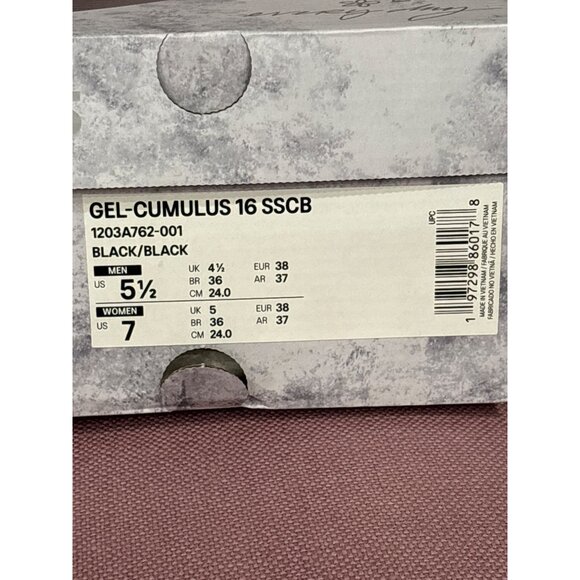 GEL-CUMULUS 16 SSCB
1203A762-001
BLACK/BLACK
MEN
US 5½
UK 4½ EUR 38
BR 36 AR 37
CM 24.0
WOMEN
US 7
UK 5 EUR 38
BR 36 AR 37
CM 24.0
UPC
1 97298 86017 8
MADE IN VIETNAM / FABRIQUE AU VIETNAM
FABRICADO NO VIETNÃ / HECHO EN VIETNAM